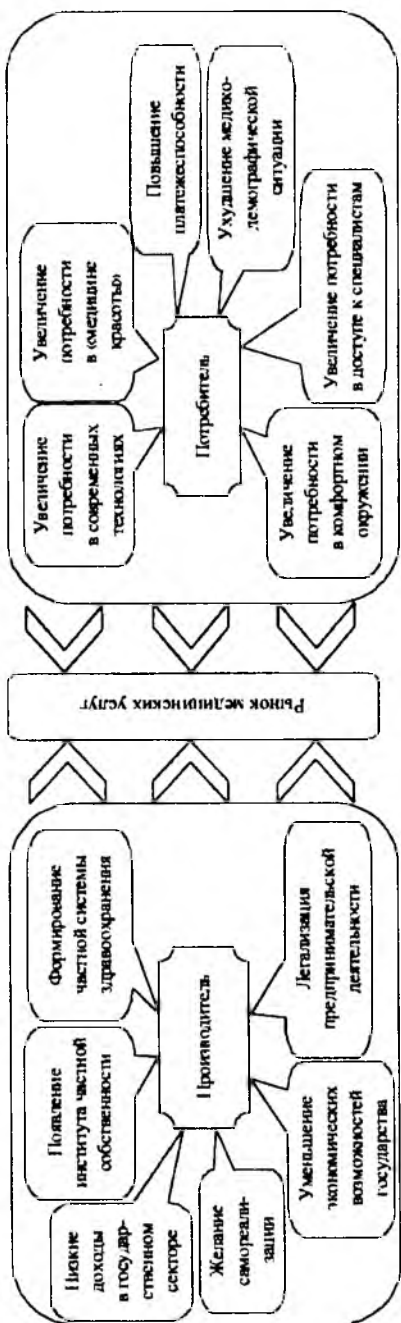 Низкие
доходы
в государ-
ственном
секторе
Появление
института частной
собственности
Формирование
частной системы
здравоохранения
Производитель
Желание
самореали-
зации
Уменьшение
экономических
возможностей
государства
Легализация
предпринимательской
деятельности
Рынок медицинских услуг
Увеличение
потребности
в современных
технологиях
Увеличение
потребности
в «медицине
красоты»
Повышение
платежеспособности
Потребитель
Ухудшение медико-
демографической
ситуации
Увеличение
потребности
в комфортном
окружении
Увеличение потребности
в доступе к специалистам